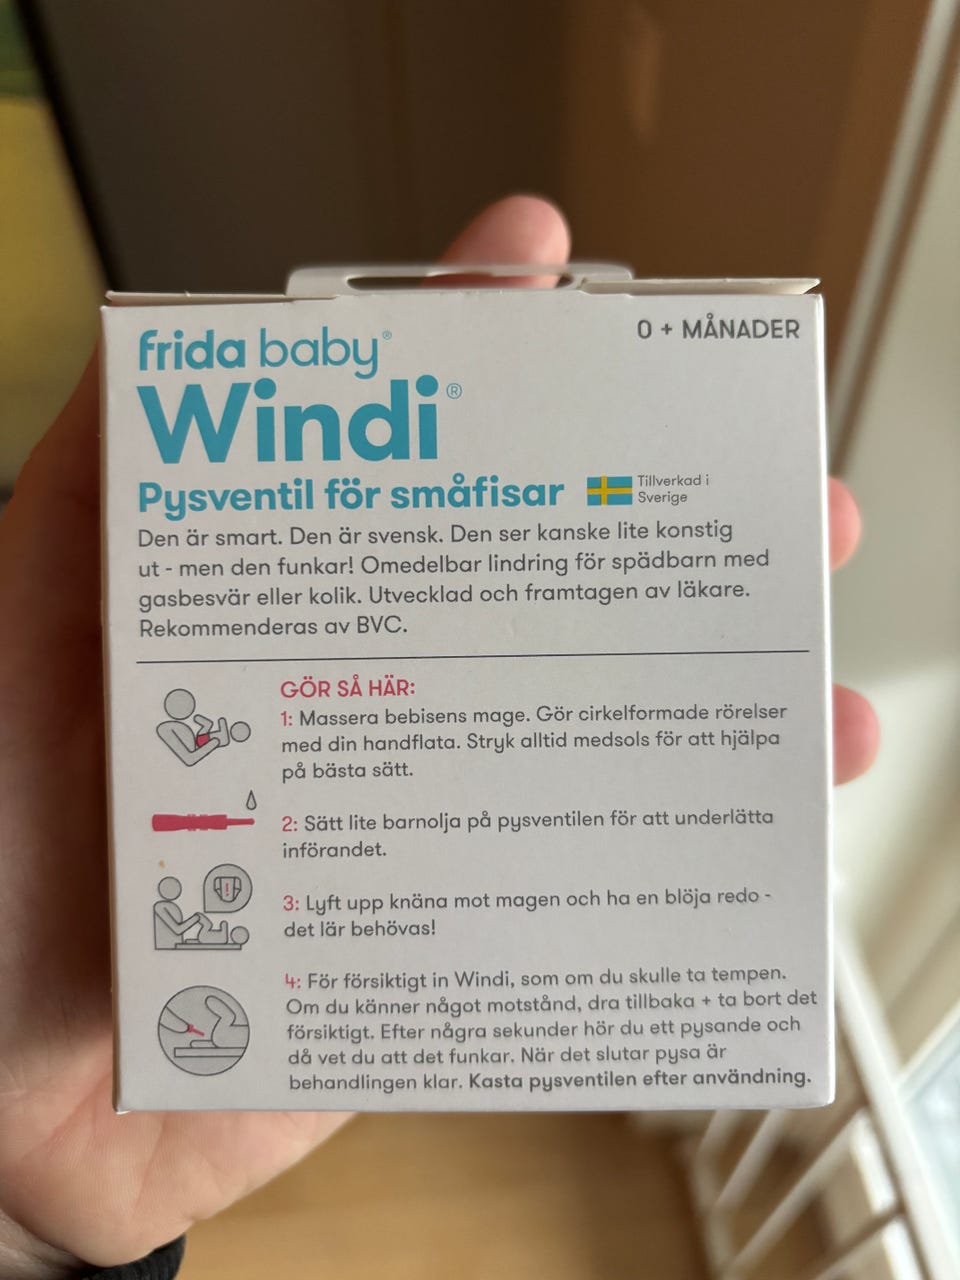 frida baby®
0 + MÅNADER
Windi®
Pysventil för småfisar
Tillverkad i
Sverige
Den är smart. Den är svensk. Den ser kanske lite konstig
ut - men den funkar! Omedelbar lindring för spädbarn med
gasbesvär eller kolik. Utvecklad och framtagen av läkare.
Rekommenderas av BVC.
GÖR SÅ HÄR:
1: Massera bebisens mage. Gör cirkelformade rörelser
med din handflata. Stryk alltid medsols för att hjälpa
på bästa sätt.
2: Sätt lite barnolja på pysventilen för att underlätta
införandet.
3: Lyft upp knäna mot magen och ha en blöja redo -
det lär behövas!
4: För försiktigt in Windi, som om du skulle ta tempen.
Om du känner något motstånd, dra tillbaka + ta bort det
försiktigt. Efter några sekunder hör du ett pysande och
då vet du att det funkar. När det slutar pysa är
behandlingen klar. Kasta pysventilen efter användning.